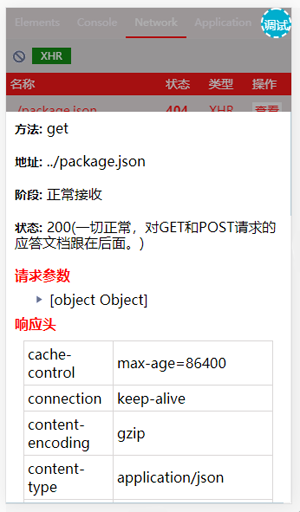 Elements Console Network Application
调试
XHR
名称 状态 类型 操作
../package.json 404 XHR 查看
方法: get
地址: ../package.json
阶段: 正常接收
状态: 200(一切正常，对GET和POST请求的
应答文档跟在后面。)
请求参数
[object Object]
响应头
cache-
control
max-age=86400
connection keep-alive
content-
encoding
gzip
content-
type
application/json